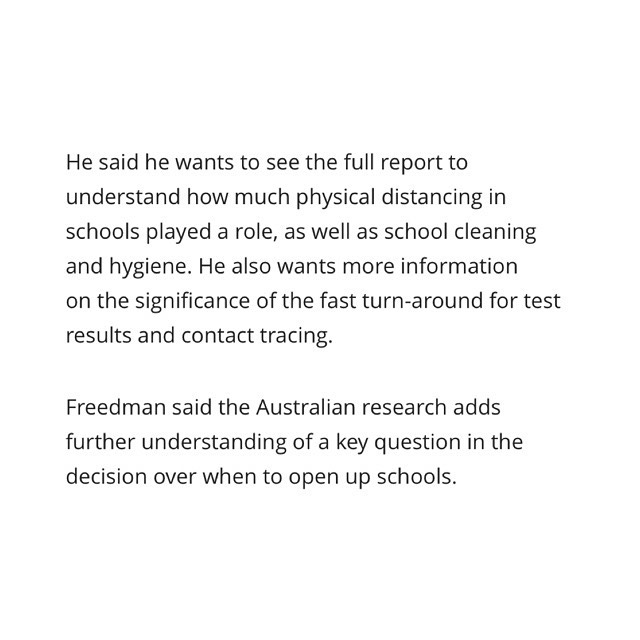 He said he wants to see the full report to
understand how much physical distancing in
schools played a role, as well as school cleaning
and hygiene. He also wants more information
on the significance of the fast turn-around for test
results and contact tracing.
Freedman said the Australian research adds
further understanding of a key question in the
decision over when to open up schools.